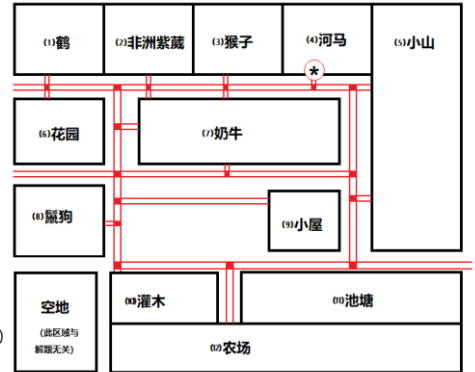 (1)鹤
(2)非洲紫葳
(3)猴子
(4)河马
(5)小山
*
(6)花园
(7)奶牛
(8)鬣狗
(9)小屋
空地
(此区域与
解题无关)
(10)灌木
(11)池塘
(12)农场
)